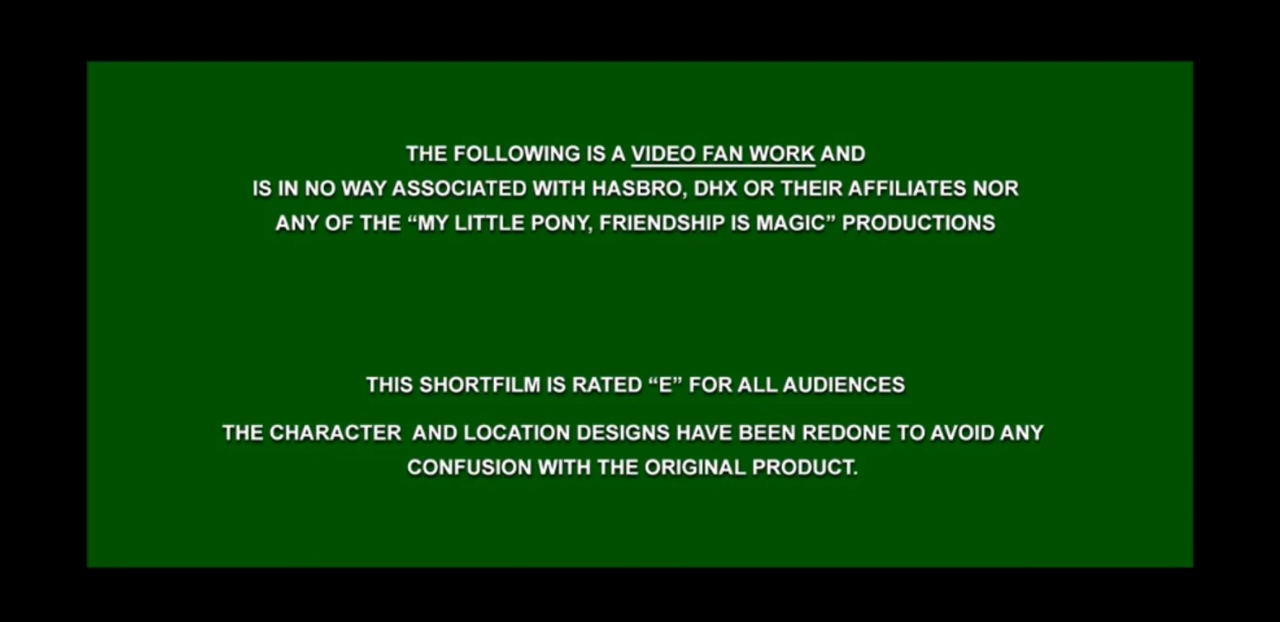 THE FOLLOWING IS A VIDEO FAN WORK AND
IS IN NO WAY ASSOCIATED WITH HASBRO, DHX OR THEIR AFFILIATES NOR
ANY OF THE “MY LITTLE PONY, FRIENDSHIP IS MAGIC” PRODUCTIONS
THIS SHORTFILM IS RATED “E” FOR ALL AUDIENCES
THE CHARACTER AND LOCATION DESIGNS HAVE BEEN REDONE TO AVOID ANY
CONFUSION WITH THE ORIGINAL PRODUCT.